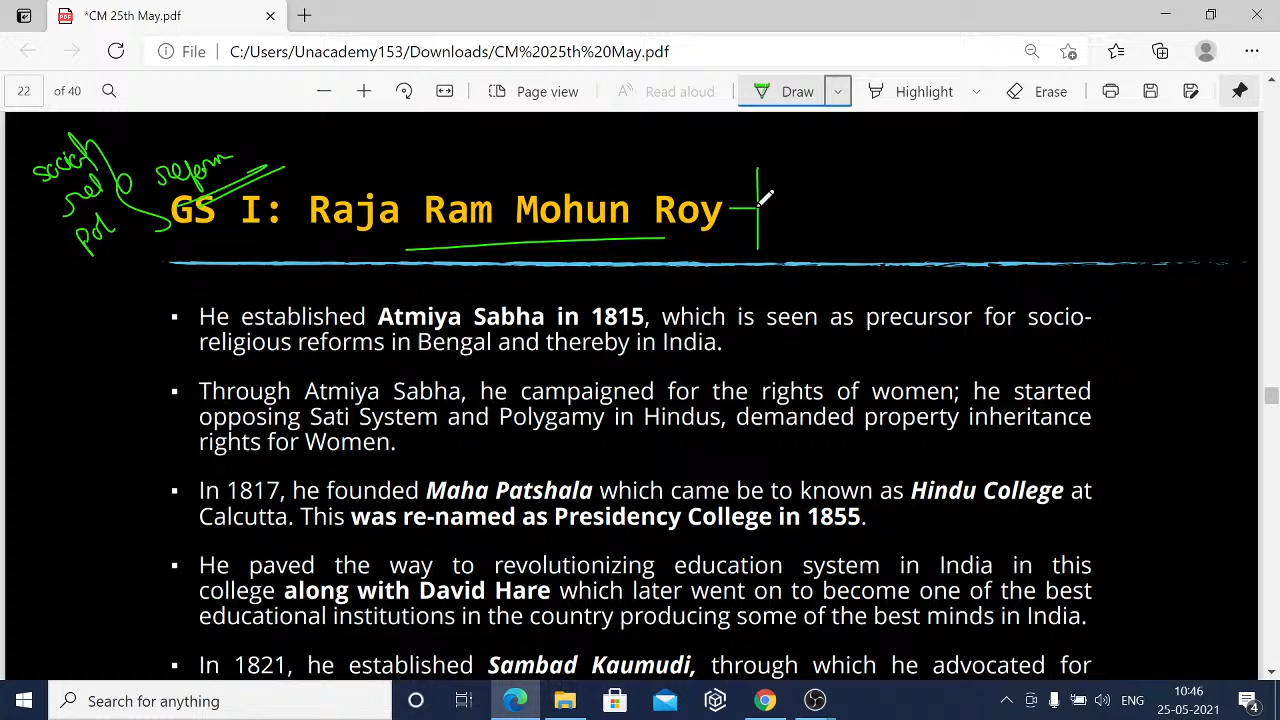 *CM 25th May.pdf
File
C:/Users/Unacademy153/Downloads/CM%2025th%20May.pdf
22 of 40
Page view
Read aloud
Draw
Highlight
Erase
social
rel
pol
reform
GS I: Raja Ram Mohun Roy
▪ He established Atmiya Sabha in 1815, which is seen as precursor for socio-
religious reforms in Bengal and thereby in India.
▪ Through Atmiya Sabha, he campaigned for the rights of women; he started
opposing Sati System and Polygamy in Hindus, demanded property inheritance
rights for Women.
▪ In 1817, he founded Maha Patshala which came be to known as Hindu College at
Calcutta. This was re-named as Presidency College in 1855.
▪ He paved the way to revolutionizing education system in India in this
college along with David Hare which later went on to become one of the best
educational institutions in the country producing some of the best minds in India.
▪ In 1821, he established Sambad Kaumudi, through which he advocated for
Search for anything
ENG
10:46
25-05-2021
4